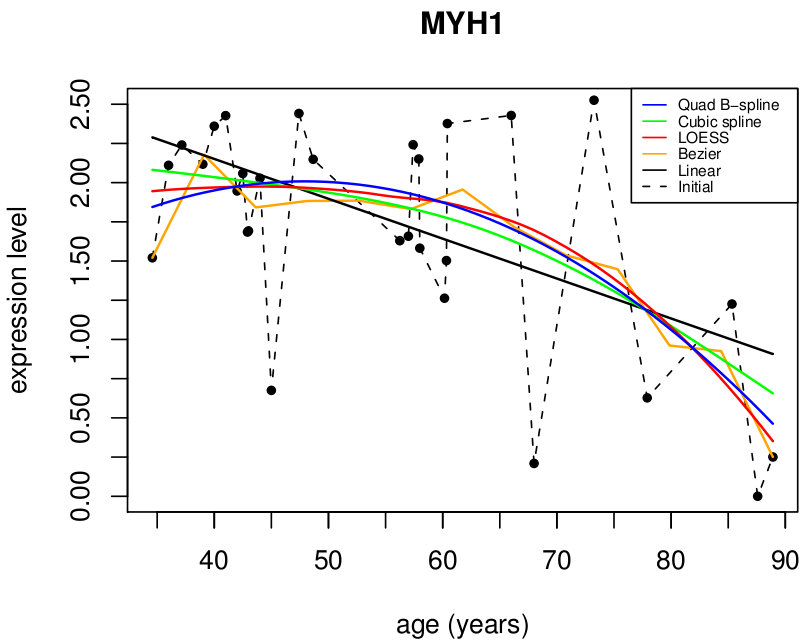 MYH1
expression level
2.50
2.00
1.50
1.00
0.50
0.00
Quad B−spline
Cubic spline
LOESS
Bezier
Linear
Initial
40 50 60 70 80 90
age (years)